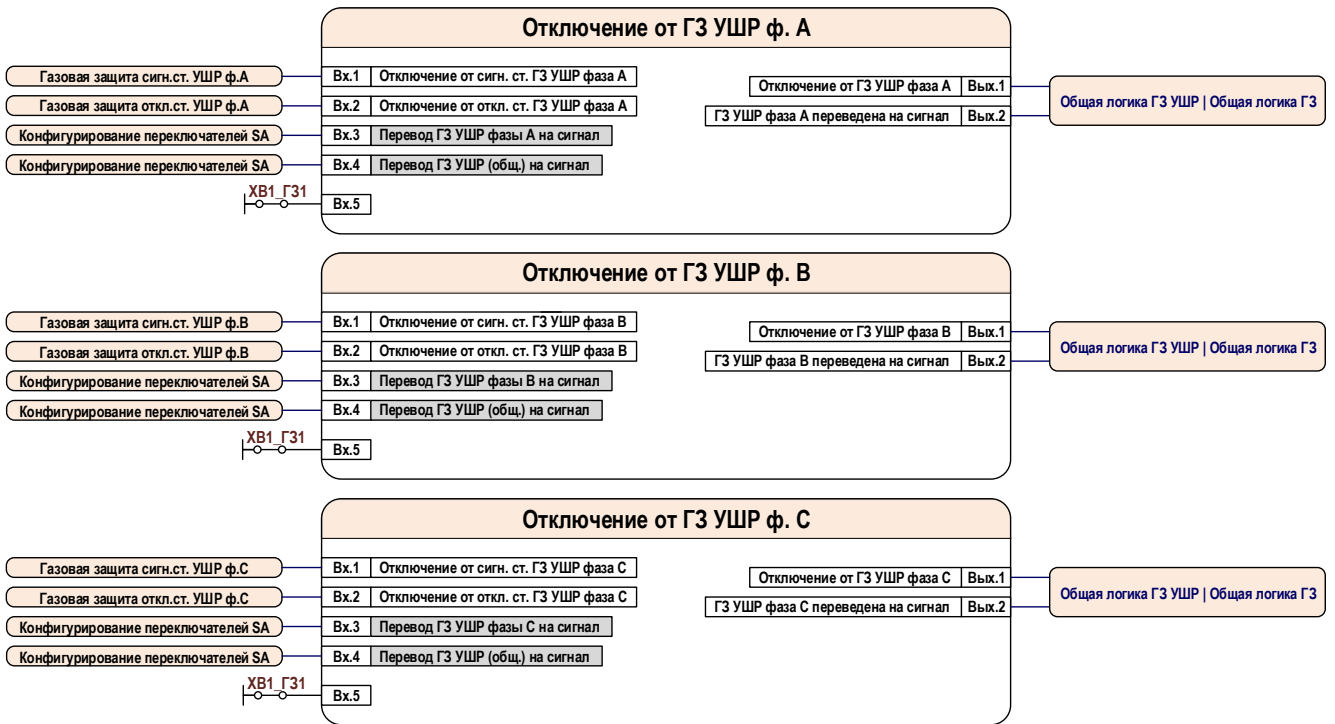 Отключение от ГЗ УШР ф. А
Газовая защита сигн.ст. УШР ф.А
Вх.1 Отключение от сигн. ст. ГЗ УШР фаза А
Отключение от ГЗ УШР фаза А Вых.1
Газовая защита откл.ст. УШР ф.А
Вх.2 Отключение от откл. ст. ГЗ УШР фаза А
ГЗ УШР фаза А переведена на сигнал Вых.2
Общая логика ГЗ УШР | Общая логика ГЗ
Конфигурирование переключателей SA
Вх.3 Перевод ГЗ УШР фазы А на сигнал
Конфигурирование переключателей SA
Вх.4 Перевод ГЗ УШР (общ.) на сигнал
XB1_ГЗ1
Вх.5
Отключение от ГЗ УШР ф. В
Газовая защита сигн.ст. УШР ф.В
Вх.1 Отключение от сигн. ст. ГЗ УШР фаза В
Отключение от ГЗ УШР фаза В Вых.1
Газовая защита откл.ст. УШР ф.В
Вх.2 Отключение от откл. ст. ГЗ УШР фаза В
ГЗ УШР фаза В переведена на сигнал Вых.2
Общая логика ГЗ УШР | Общая логика ГЗ
Конфигурирование переключателей SA
Вх.3 Перевод ГЗ УШР фазы В на сигнал
Конфигурирование переключателей SA
Вх.4 Перевод ГЗ УШР (общ.) на сигнал
XB1_ГЗ1
Вх.5
Отключение от ГЗ УШР ф. С
Газовая защита сигн.ст. УШР ф.С
Вх.1 Отключение от сигн. ст. ГЗ УШР фаза С
Отключение от ГЗ УШР фаза С Вых.1
Газовая защита откл.ст. УШР ф.С
Вх.2 Отключение от откл. ст. ГЗ УШР фаза С
ГЗ УШР фаза С переведена на сигнал Вых.2
Общая логика ГЗ УШР | Общая логика ГЗ
Конфигурирование переключателей SA
Вх.3 Перевод ГЗ УШР фазы С на сигнал
Конфигурирование переключателей SA
Вх.4 Перевод ГЗ УШР (общ.) на сигнал
XB1_ГЗ1
Вх.5